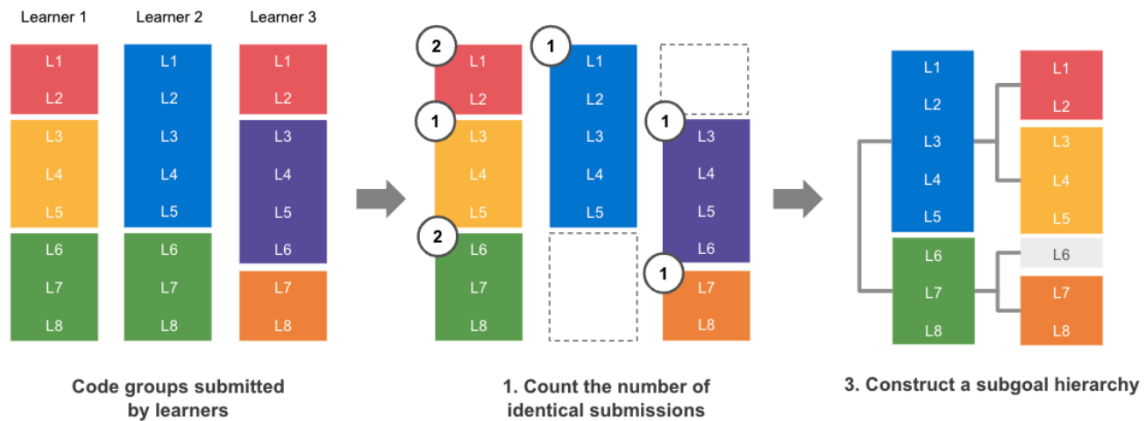 Learner 1
Learner 2
Learner 3
L1
L2
L3
L4
L5
L6
L7
L8
L1
L2
L3
L4
L5
L6
L7
L8
L1
L2
L3
L4
L5
L6
L7
L8
Code groups submitted
by learners
2
L1
L2
1
L3
L4
L5
2
L6
L7
L8
1
L1
L2
L3
L4
L5
1
L3
L4
L5
L6
1
L7
L8
1. Count the number of
identical submissions
L1
L2
L3
L4
L5
L6
L7
L8
L1
L2
L3
L4
L5
L6
L7
L8
3. Construct a subgoal hierarchy